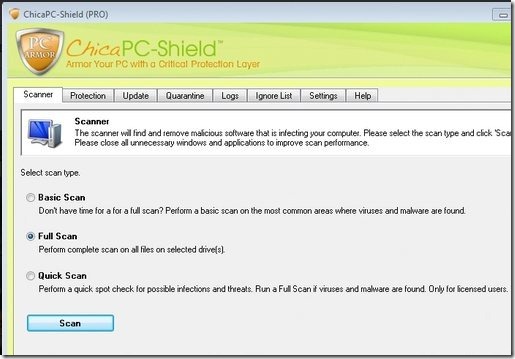 ChicaPC-Shield (PRO)
PC
ARMOR
ChicaPC-Shield™
Armor Your PC with a Critical Protection Layer
Scanner Protection Update Quarantine Logs Ignore List Settings Help
Scanner
The scanner will find and remove malicious software that is infecting your computer. Please select the scan type and click 'Scan
Please close all unnecessary windows and applications to improve scan performance.
Select scan type.
Basic Scan
Don't have time for a for a full scan? Perform a basic scan on the most common areas where viruses and malware are found.
Full Scan
Perform complete scan on all files on selected drive(s).
Quick Scan
Perform a quick spot check for possible infections and threats. Run a Full Scan if viruses and malware are found. Only for licensed users.
Scan